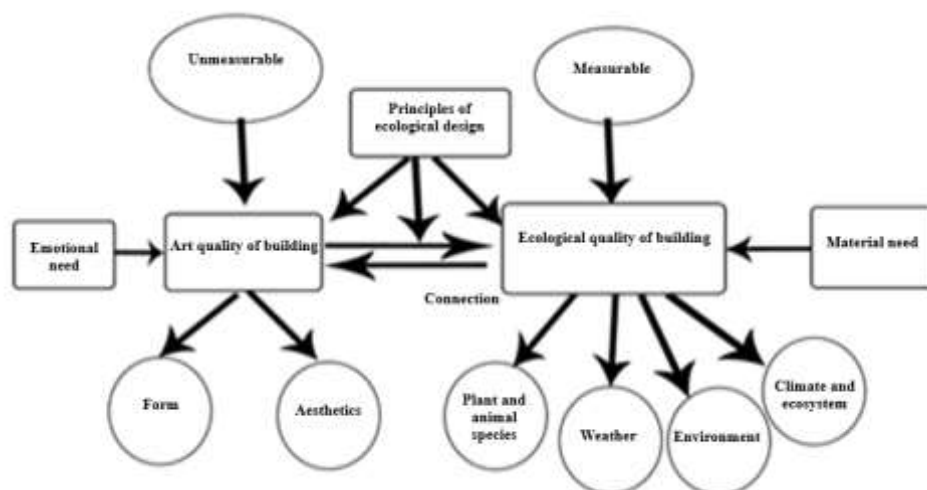 Unmeasurable
Measurable
Principles of
ecological design
Emotional
need
Art quality of building
Ecological quality of building
Material need
Connection
Form
Aesthetics
Plant and
animal
species
Weather
Environment
Climate and
ecosystem